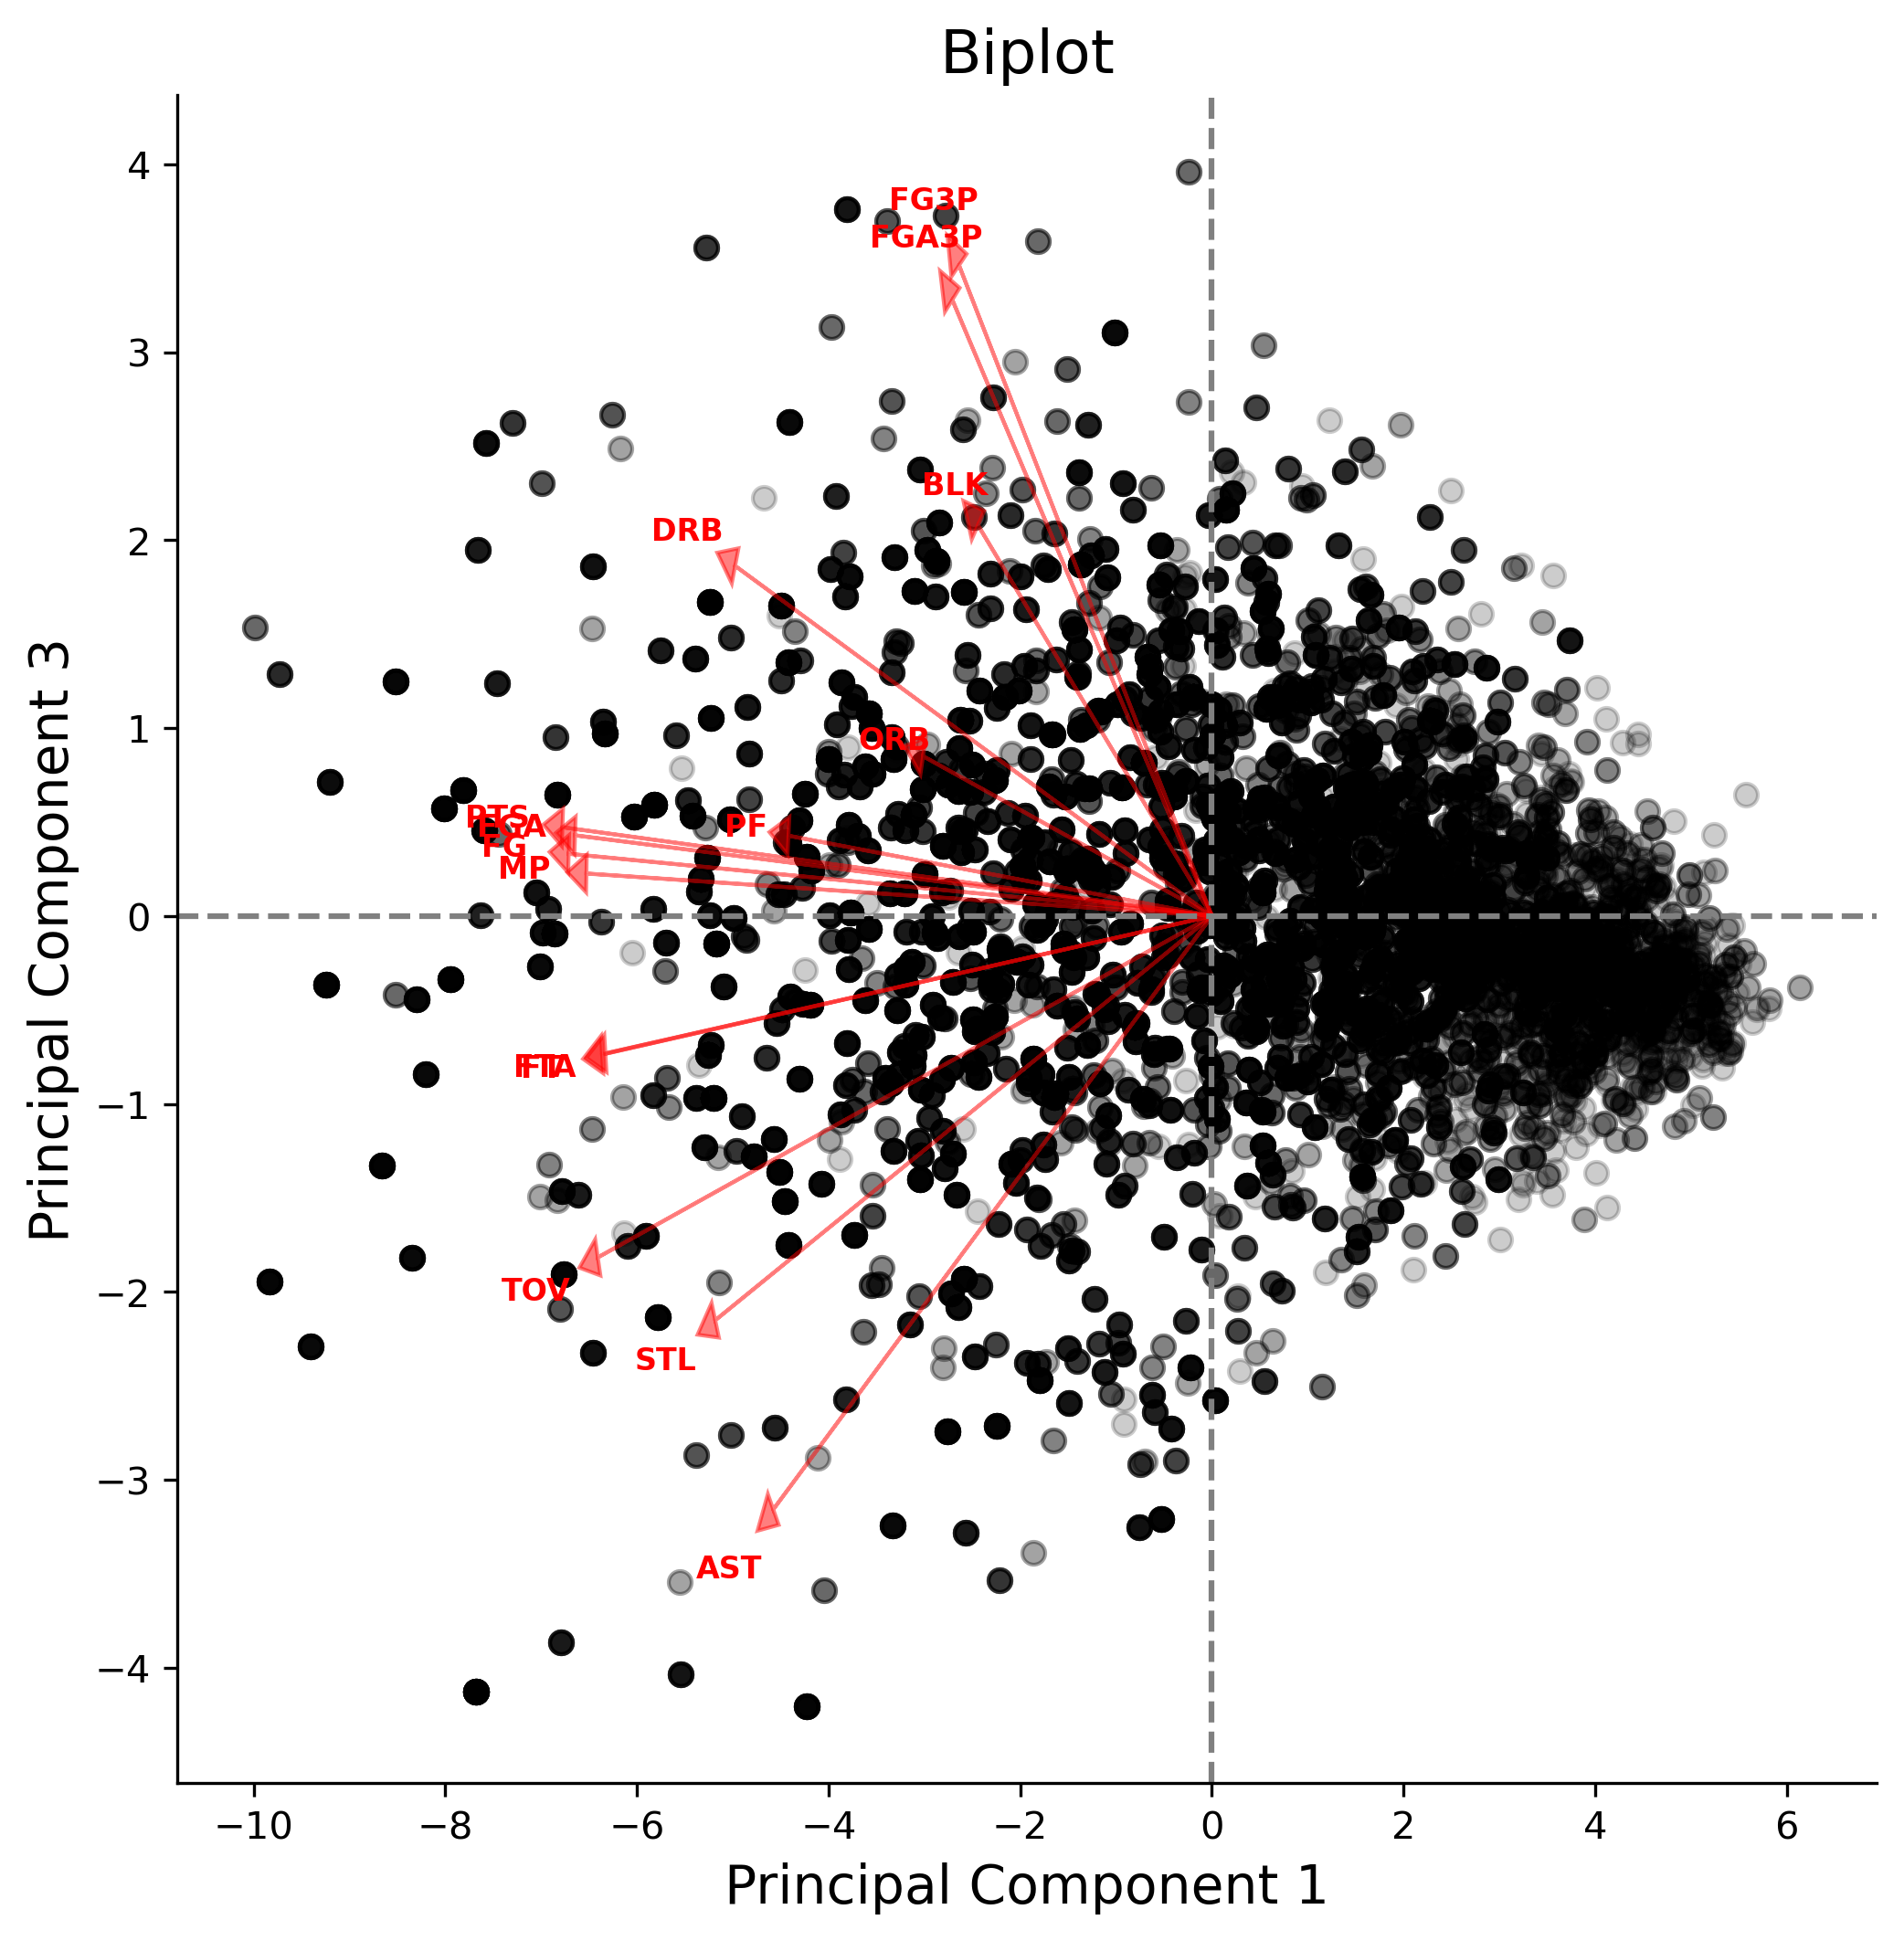 Biplot
Principal Component 3
4
3
2
1
0
−1
−2
−3
−4
FG3P
FGA3P
BLK
DRB
ORB
PTS
FGA
PF
FG
MP
FTA
FT
TOV
STL
AST
−10 −8 −6 −4 −2 0 2 4 6
Principal Component 1